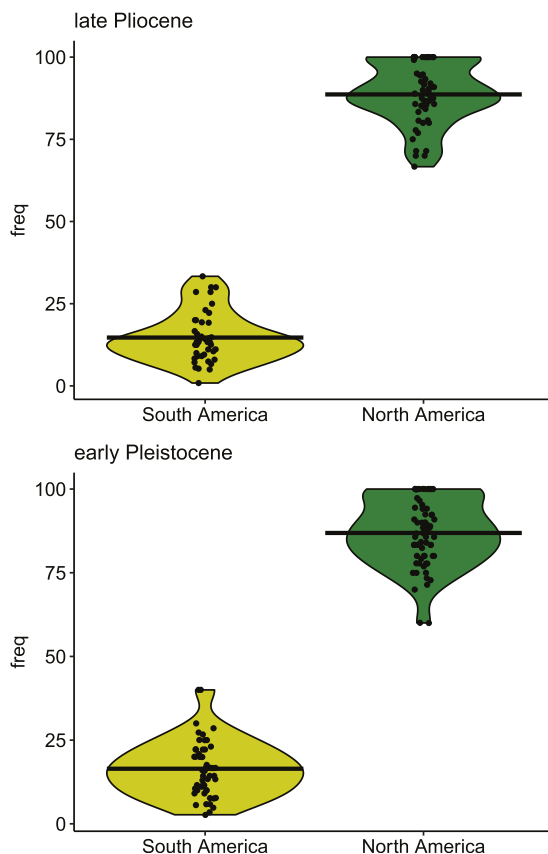 late Pliocene
100
75
50
25
0
freq
South America North America
early Pleistocene
100
75
50
25
0
freq
South America North America